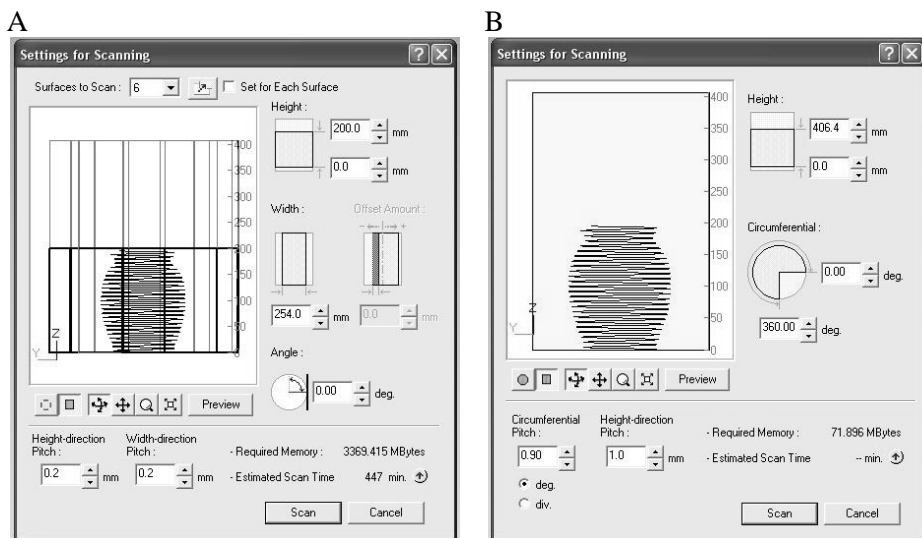 A
Settings for Scanning
Surfaces to Scan : 6 Set for Each Surface
Height :
200.0 mm
0.0 mm
400
350
300
250
200
150
100
50
0
Z
Y
Width :
Offset Amount :
- +
254.0 mm
0.0 mm
Angle :
0.00 deg.
Preview
Height-direction Pitch :
Width-direction Pitch :
0.2 mm
0.2 mm
- Required Memory : 3369.415 MBytes
- Estimated Scan Time 447 min.
Scan Cancel
B
Settings for Scanning
400
350
300
250
200
150
100
50
0
Z
Y
Height :
406.4 mm
0.0 mm
Circumferential :
0.00 deg.
360.00 deg.
Preview
Circumferential Pitch :
Height-direction Pitch :
0.90
1.0 mm
deg.
div.
- Required Memory : 71.896 MBytes
- Estimated Scan Time -- min.
Scan Cancel